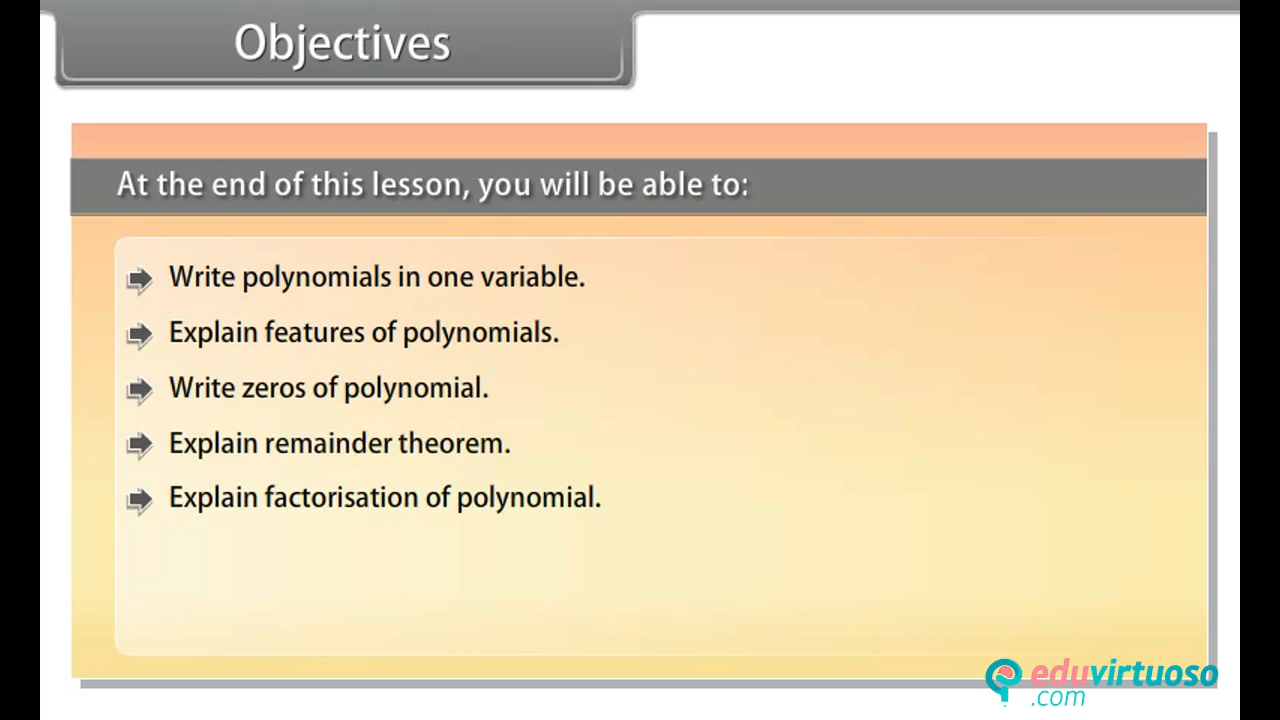 Objectives
At the end of this lesson, you will be able to:
Write polynomials in one variable.
Explain features of polynomials.
Write zeros of polynomial.
Explain remainder theorem.
Explain factorisation of polynomial.
eduvirtuoso
.com